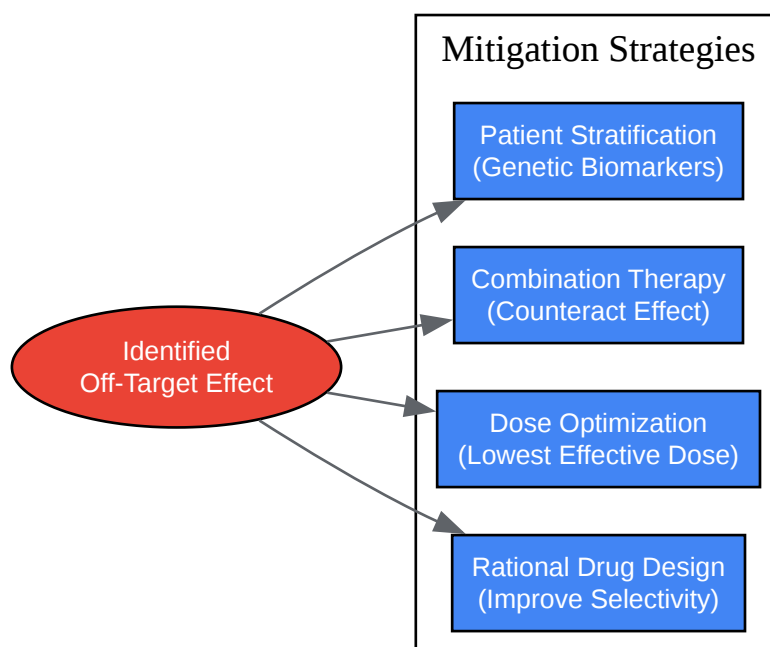 Mitigation Strategies
Patient Stratification
(Genetic Biomarkers)
Combination Therapy
(Counteract Effect)
Identified
Off-Target Effect
Dose Optimization
(Lowest Effective Dose)
Rational Drug Design
(Improve Selectivity)